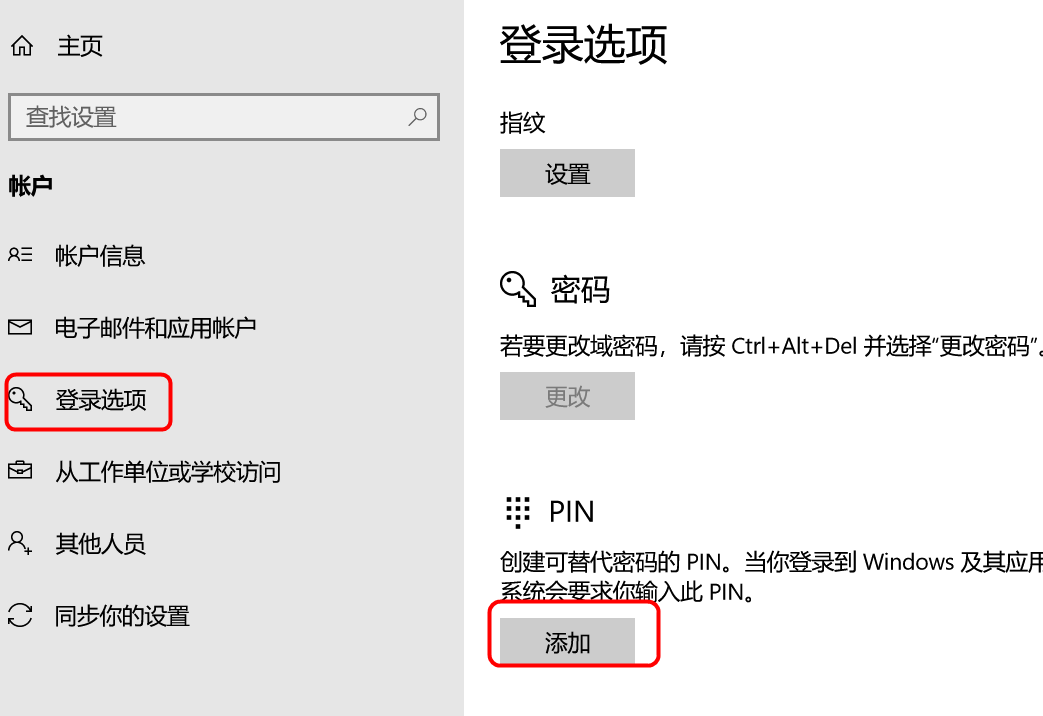 主页
查找设置
帐户
帐户信息
电子邮件和应用帐户
登录选项
从工作单位或学校访问
其他人员
同步你的设置
登录选项
指纹
设置
密码
若要更改域密码，请按 Ctrl+Alt+Del 并选择“更改密码”。
更改
PIN
创建可替代密码的 PIN。当你登录到 Windows 及其应用
系统会要求你输入此 PIN。
添加